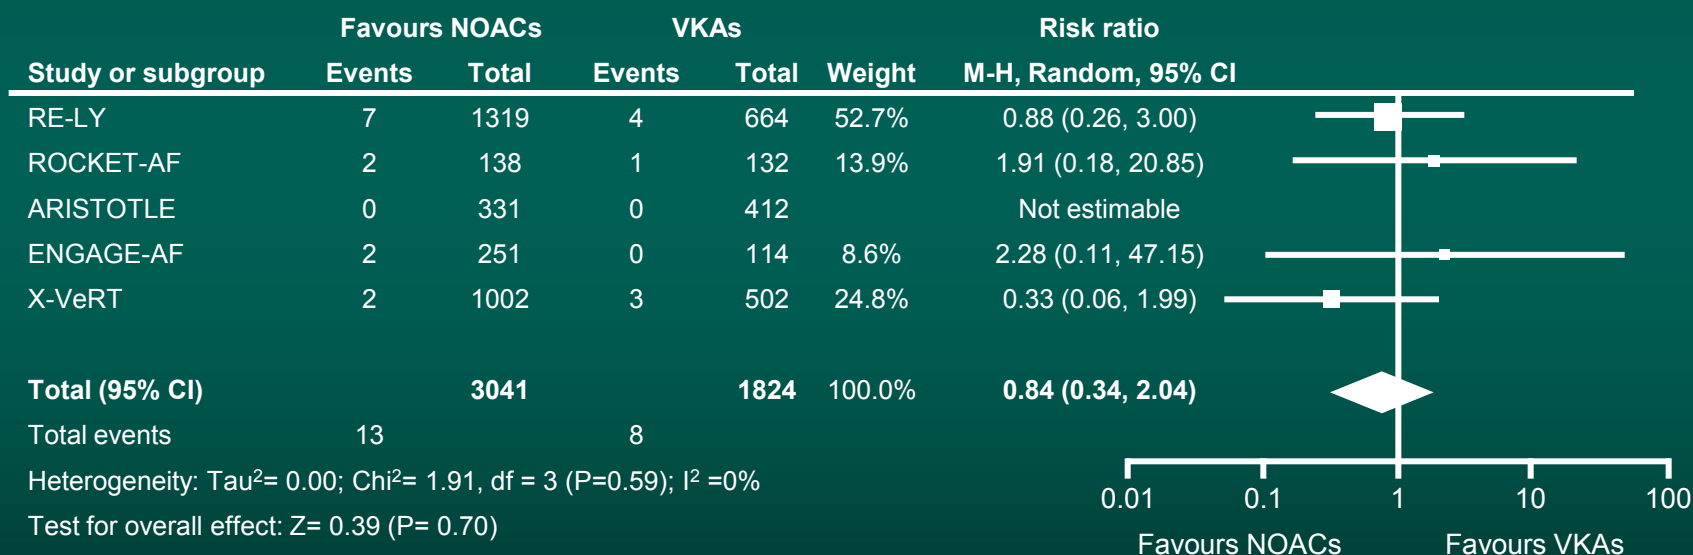 Favours NOACs VKAs Risk ratio
Study or subgroup Events Total Events Total Weight M-H, Random, 95% CI
RE-LY 7 1319 4 664 52.7% 0.88 (0.26, 3.00)
ROCKET-AF 2 138 1 132 13.9% 1.91 (0.18, 20.85)
ARISTOTLE 0 331 0 412 Not estimable
ENGAGE-AF 2 251 0 114 8.6% 2.28 (0.11, 47.15)
X-VeRT 2 1002 3 502 24.8% 0.33 (0.06, 1.99)
Total (95% CI) 3041 1824 100.0% 0.84 (0.34, 2.04)
Total events 13 8
Heterogeneity: Tau²= 0.00; Chi²= 1.91, df = 3 (P=0.59); I² =0%
Test for overall effect: Z= 0.39 (P= 0.70)
0.01 0.1 1 10 100
Favours NOACs Favours VKAs